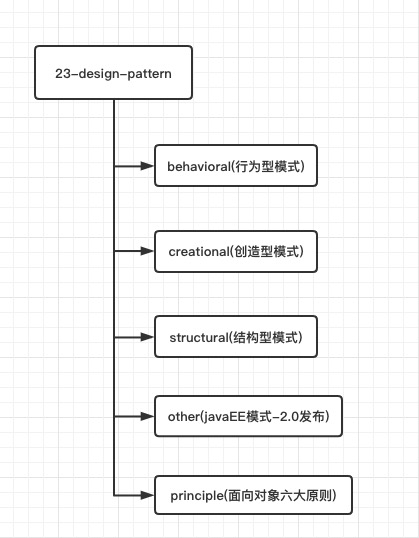 23-design-pattern
behavioral(行为型模式)
creational(创造型模式)
structural(结构型模式)
other(javaEE模式-2.0发布)
principle(面向对象六大原则)